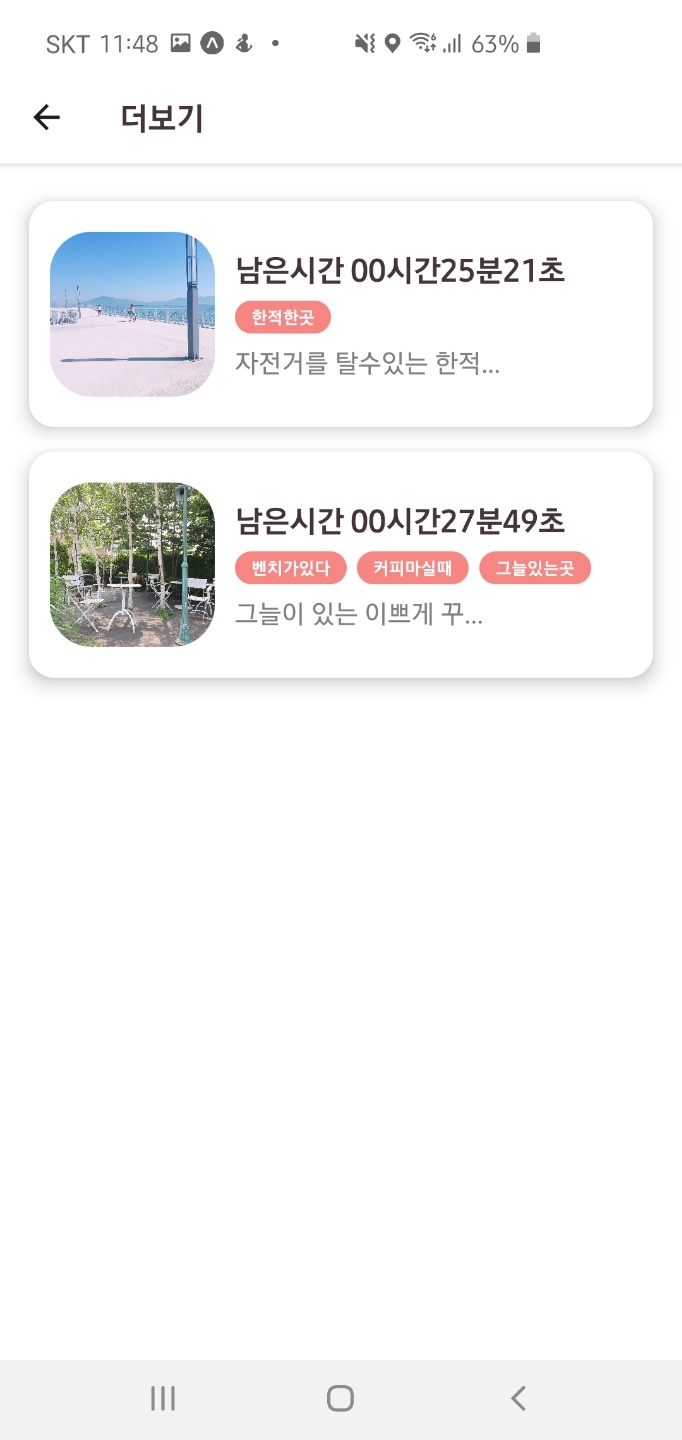 SKT 11:48 63%
더보기
남은시간 00시간25분21초
한적한곳
자전거를 탈수있는 한적...
남은시간 00시간27분49초
벤치가있다 커피마실때 그늘있는곳
그늘이 있는 이쁘게 꾸...